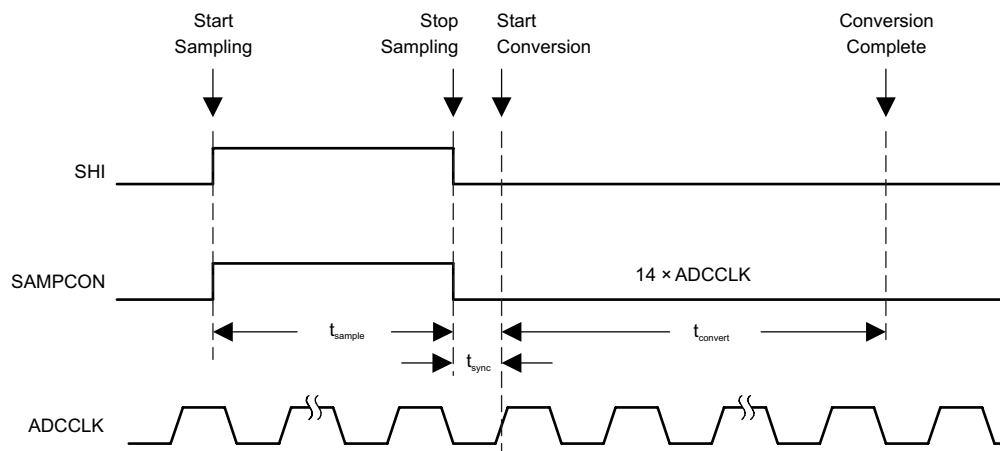 Start
Sampling
Stop
Sampling
Start
Conversion
Conversion
Complete
SHI
SAMPCON
14 × ADCCLK
tsample
tconvert
tsync
ADCCLK